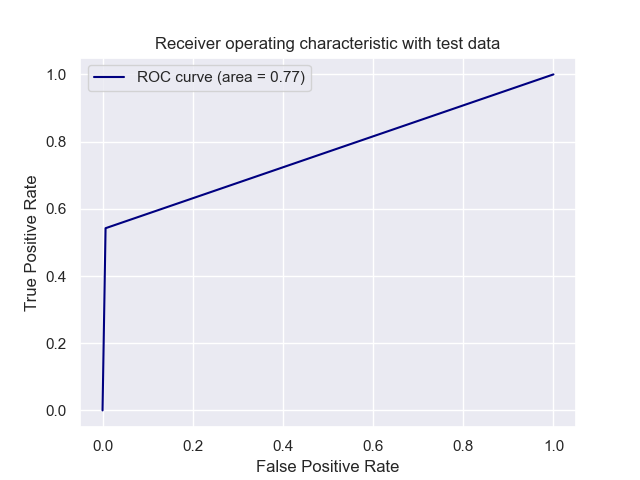 Receiver operating characteristic with test data
ROC curve (area = 0.77)
True Positive Rate
1.0
0.8
0.6
0.4
0.2
0.0
0.0 0.2 0.4 0.6 0.8 1.0
False Positive Rate